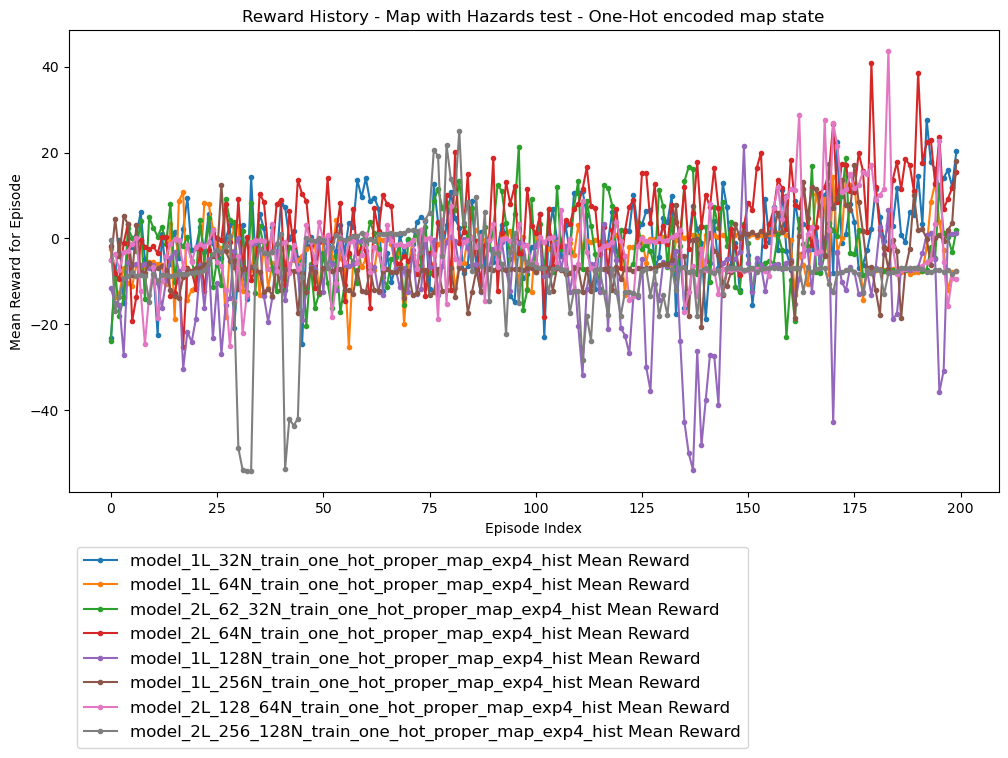 Reward History - Map with Hazards test - One-Hot encoded map state
Mean Reward for Episode
40
20
0
−20
−40
0 25 50 75 100 125 150 175 200
Episode Index
model_1L_32N_train_one_hot_proper_map_exp4_hist Mean Reward
model_1L_64N_train_one_hot_proper_map_exp4_hist Mean Reward
model_2L_62_32N_train_one_hot_proper_map_exp4_hist Mean Reward
model_2L_64N_train_one_hot_proper_map_exp4_hist Mean Reward
model_1L_128N_train_one_hot_proper_map_exp4_hist Mean Reward
model_1L_256N_train_one_hot_proper_map_exp4_hist Mean Reward
model_2L_128_64N_train_one_hot_proper_map_exp4_hist Mean Reward
model_2L_256_128N_train_one_hot_proper_map_exp4_hist Mean Reward